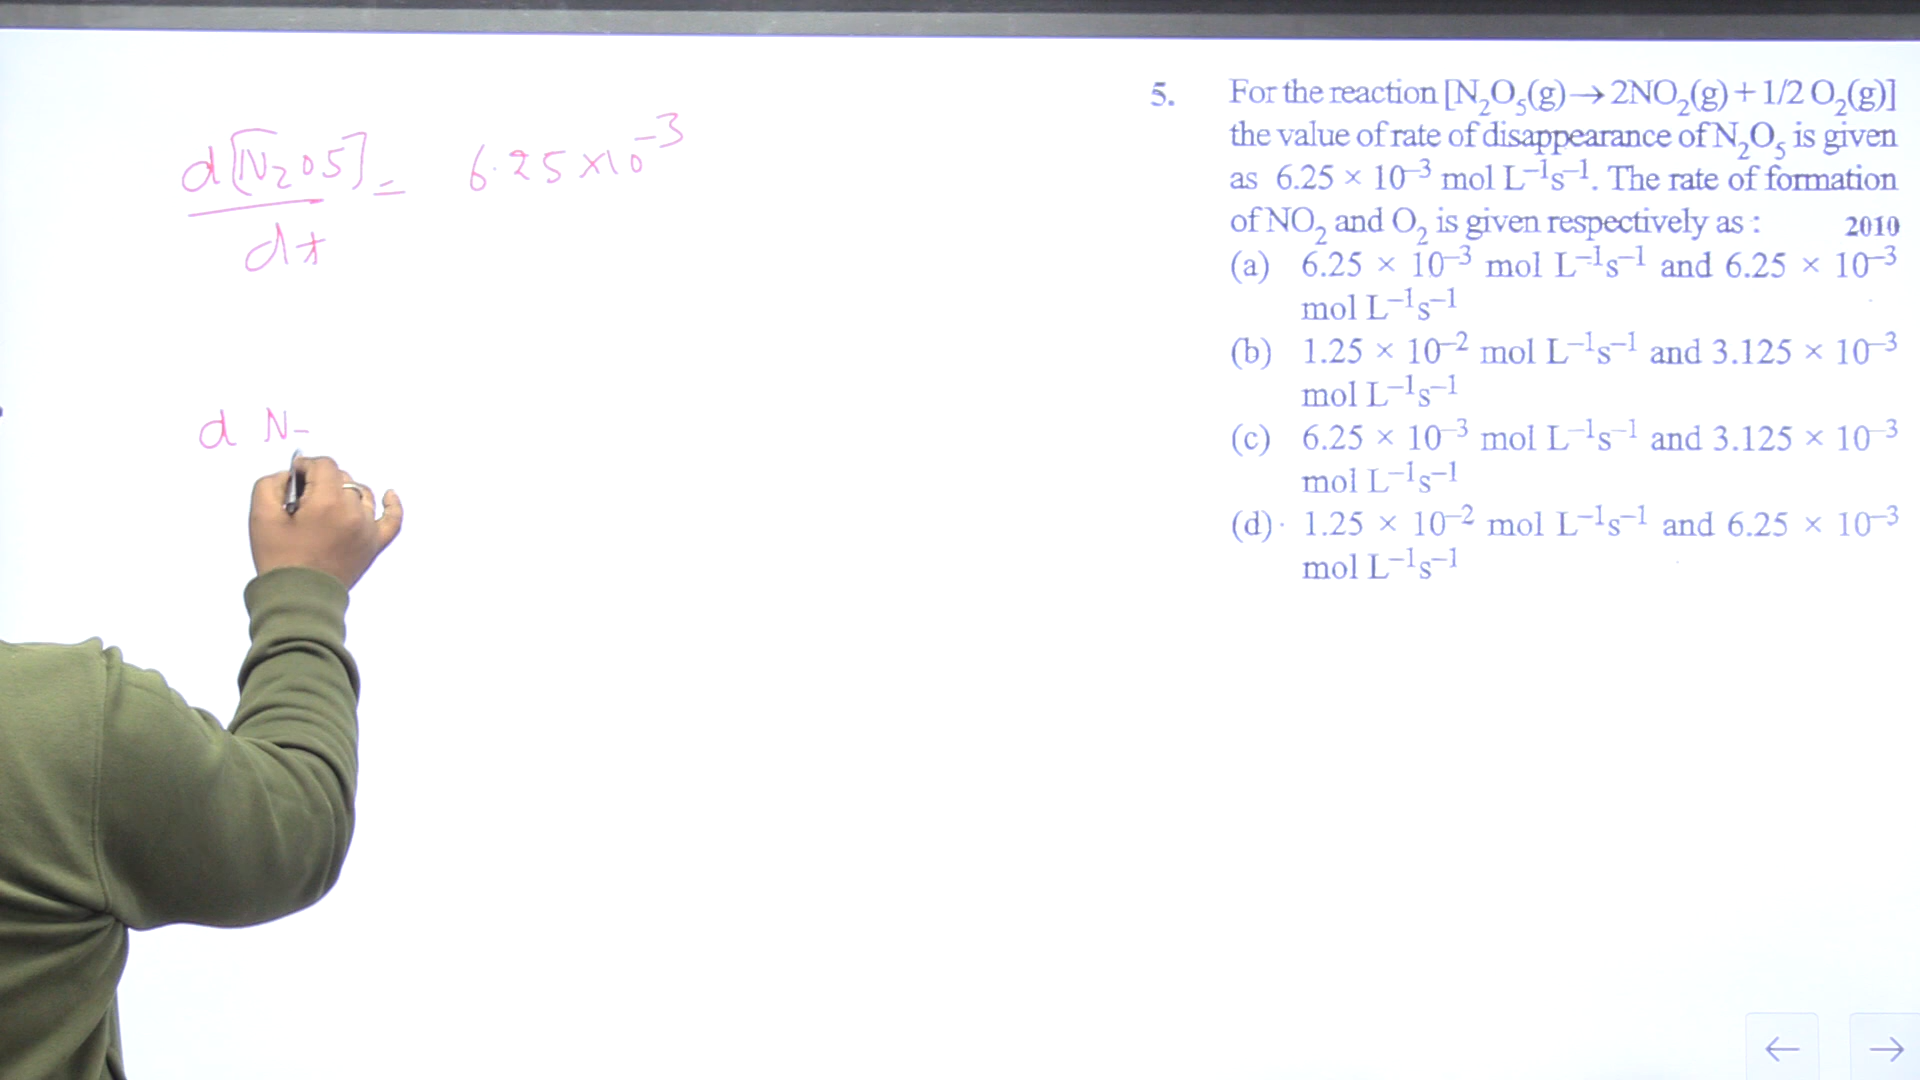 d[N₂O5] = 6.25 × 10⁻³
dt
d N
5. For the reaction [N₂O₅(g) → 2NO₂(g) + 1/2 O₂(g)]
the value of rate of disappearance of N₂O₅ is given
as 6.25 × 10⁻³ mol L⁻¹s⁻¹. The rate of formation
of NO₂ and O₂ is given respectively as : 2010
(a) 6.25 × 10⁻³ mol L⁻¹s⁻¹ and 6.25 × 10⁻³
mol L⁻¹s⁻¹
(b) 1.25 × 10⁻² mol L⁻¹s⁻¹ and 3.125 × 10⁻³
mol L⁻¹s⁻¹
(c) 6.25 × 10⁻³ mol L⁻¹s⁻¹ and 3.125 × 10⁻³
mol L⁻¹s⁻¹
(d) 1.25 × 10⁻² mol L⁻¹s⁻¹ and 6.25 × 10⁻³
mol L⁻¹s⁻¹